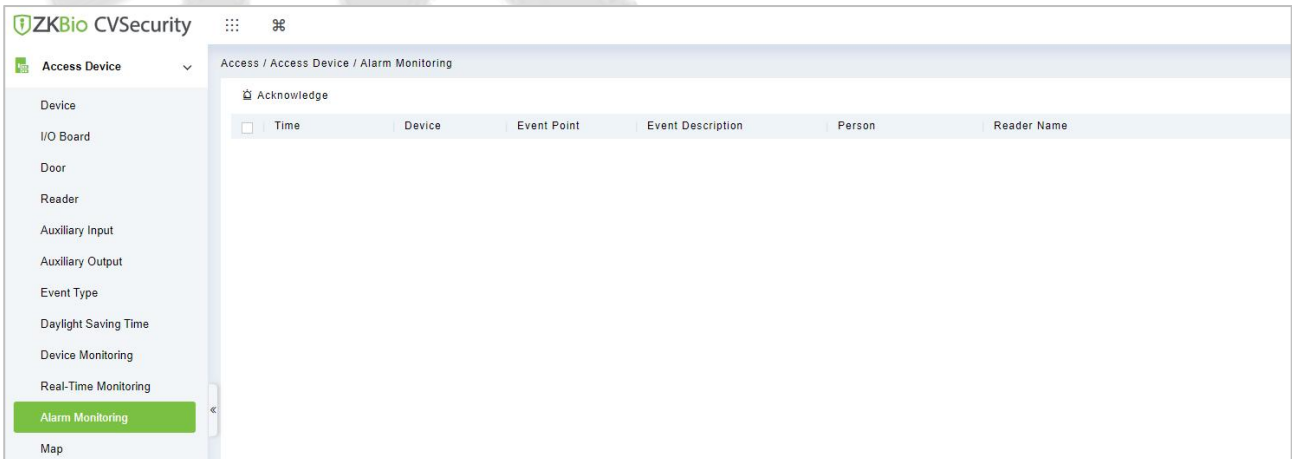 ZKBio CVSecurity
Access Device
Access / Access Device / Alarm Monitoring
Acknowledge
Time Device Event Point Event Description Person Reader Name
Device
I/O Board
Door
Reader
Auxiliary Input
Auxiliary Output
Event Type
Daylight Saving Time
Device Monitoring
Real-Time Monitoring
Alarm Monitoring
Map